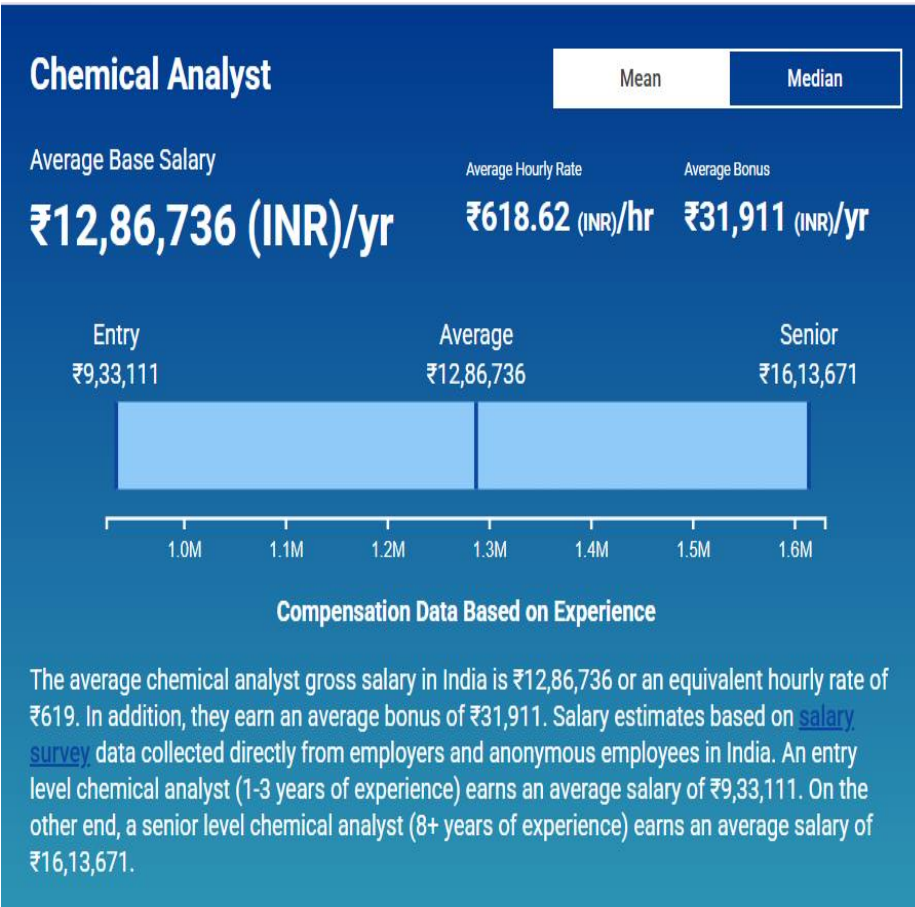 Chemical Analyst
Mean
Median
Average Base Salary
₹12,86,736 (INR)/yr
Average Hourly Rate
₹618.62 (INR)/hr
Average Bonus
₹31,911 (INR)/yr
Entry
₹9,33,111
Average
₹12,86,736
Senior
₹16,13,671
1.0M 1.1M 1.2M 1.3M 1.4M 1.5M 1.6M
Compensation Data Based on Experience
The average chemical analyst gross salary in India is ₹12,86,736 or an equivalent hourly rate of
₹619. In addition, they earn an average bonus of ₹31,911. Salary estimates based on salary
survey data collected directly from employers and anonymous employees in India. An entry
level chemical analyst (1-3 years of experience) earns an average salary of ₹9,33,111. On the
other end, a senior level chemical analyst (8+ years of experience) earns an average salary of
₹16,13,671.